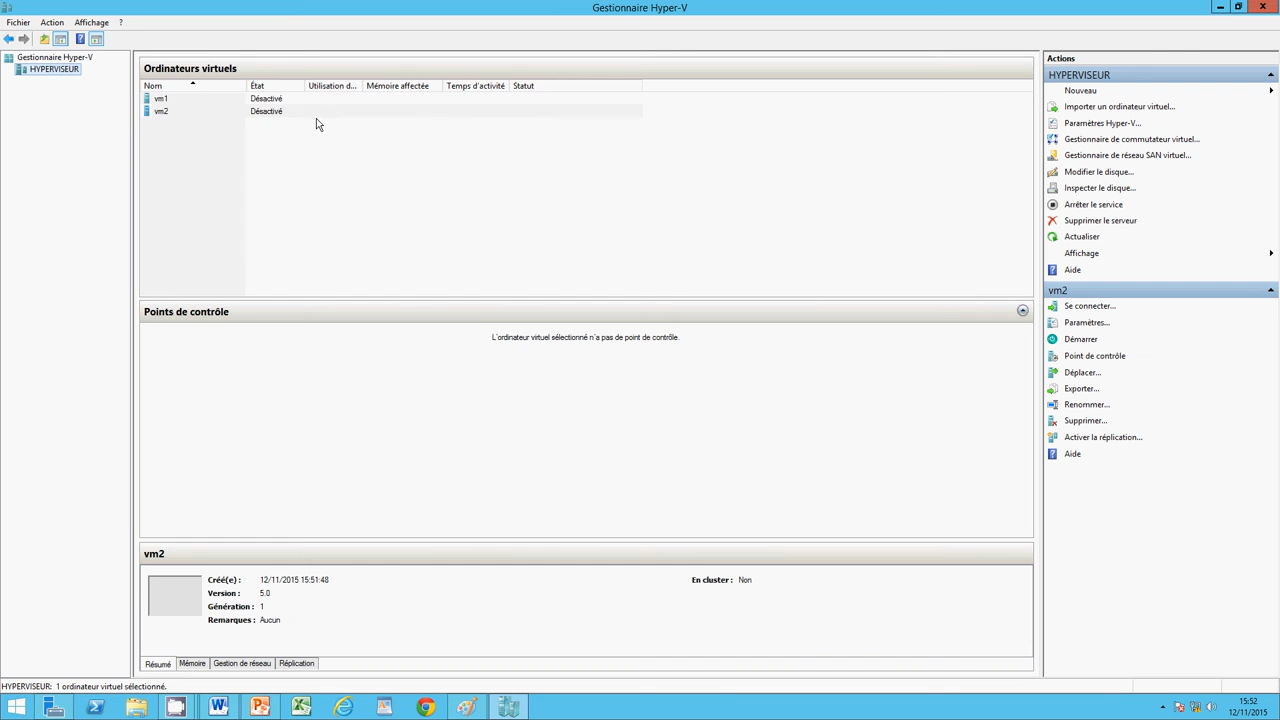 Gestionnaire Hyper-V
Fichier Action Affichage ?
Gestionnaire Hyper-V
HYPERVISEUR
Ordinateurs virtuels
Nom État Utilisation d... Mémoire affectée Temps d'activité Statut
vm1 Désactivé
vm2 Désactivé
Points de contrôle
L'ordinateur virtuel sélectionné n'a pas de point de contrôle.
vm2
Créé(e) : 12/11/2015 15:51:48 En cluster : Non
Version : 5.0
Génération : 1
Remarques : Aucun
Résumé Mémoire Gestion de réseau Réplication
Actions
HYPERVISEUR
Nouveau
Importer un ordinateur virtuel...
Paramètres Hyper-V...
Gestionnaire de commutateur virtuel...
Gestionnaire de réseau SAN virtuel...
Modifier le disque...
Inspecter le disque...
Arrêter le service
Supprimer le serveur
Actualiser
Affichage
Aide
vm2
Se connecter...
Paramètres...
Démarrer
Point de contrôle
Déplacer...
Exporter...
Renommer...
Supprimer...
Activer la réplication...
Aide
HYPERVISEUR: 1 ordinateur virtuel sélectionné.
15:52
12/11/2015